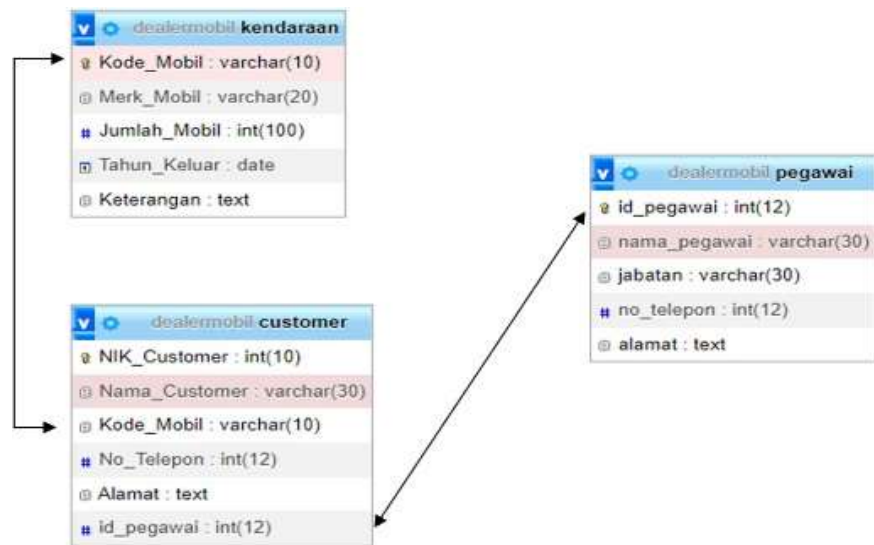 dealermobil kendaraan
Kode_Mobil : varchar(10)
Merk_Mobil : varchar(20)
# Jumlah_Mobil : int(100)
Tahun_Keluar : date
Keterangan : text
dealermobil pegawai
id_pegawai : int(12)
nama_pegawai : varchar(30)
jabatan : varchar(30)
# no_telepon : int(12)
alamat : text
dealermobil customer
NIK_Customer : int(10)
Nama_Customer : varchar(30)
Kode_Mobil : varchar(10)
# No_Telepon : int(12)
Alamat : text
# id_pegawai : int(12)